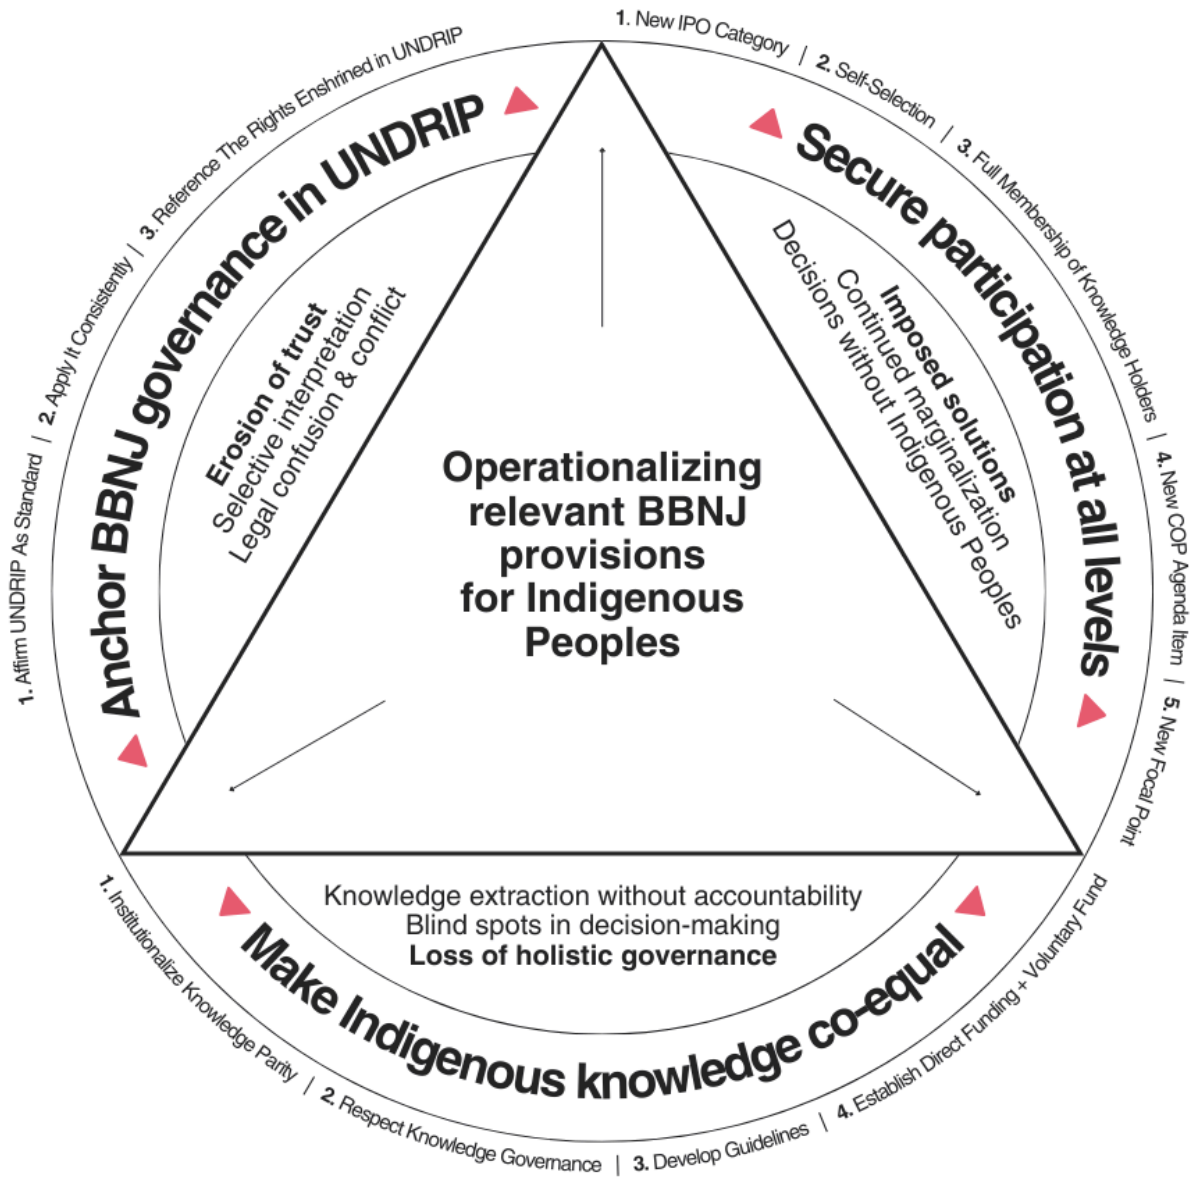 1. Affirm UNDRIP As Standard | 2. Apply It Consistently | 3. Reference The Rights Enshrined in UNDRIP
Anchor BBNJ governance in UNDRIP
Erosion of trust
Selective interpretation
Legal confusion & conflict
1. New IPO Category | 2. Self-Selection | 3. Full Membership of Knowledge Holders | 4. New COP Agenda Item | 5. New Focal Point
Secure participation at all levels
Imposed solutions
Continued marginalization
Decisions without Indigenous Peoples
Operationalizing
relevant BBNJ
provisions
for Indigenous
Peoples
Knowledge extraction without accountability
Blind spots in decision-making
Loss of holistic governance
Make Indigenous knowledge co-equal
1. Institutionalize Knowledge Parity | 2. Respect Knowledge Governance | 3. Develop Guidelines | 4. Establish Direct Funding + Voluntary Fund